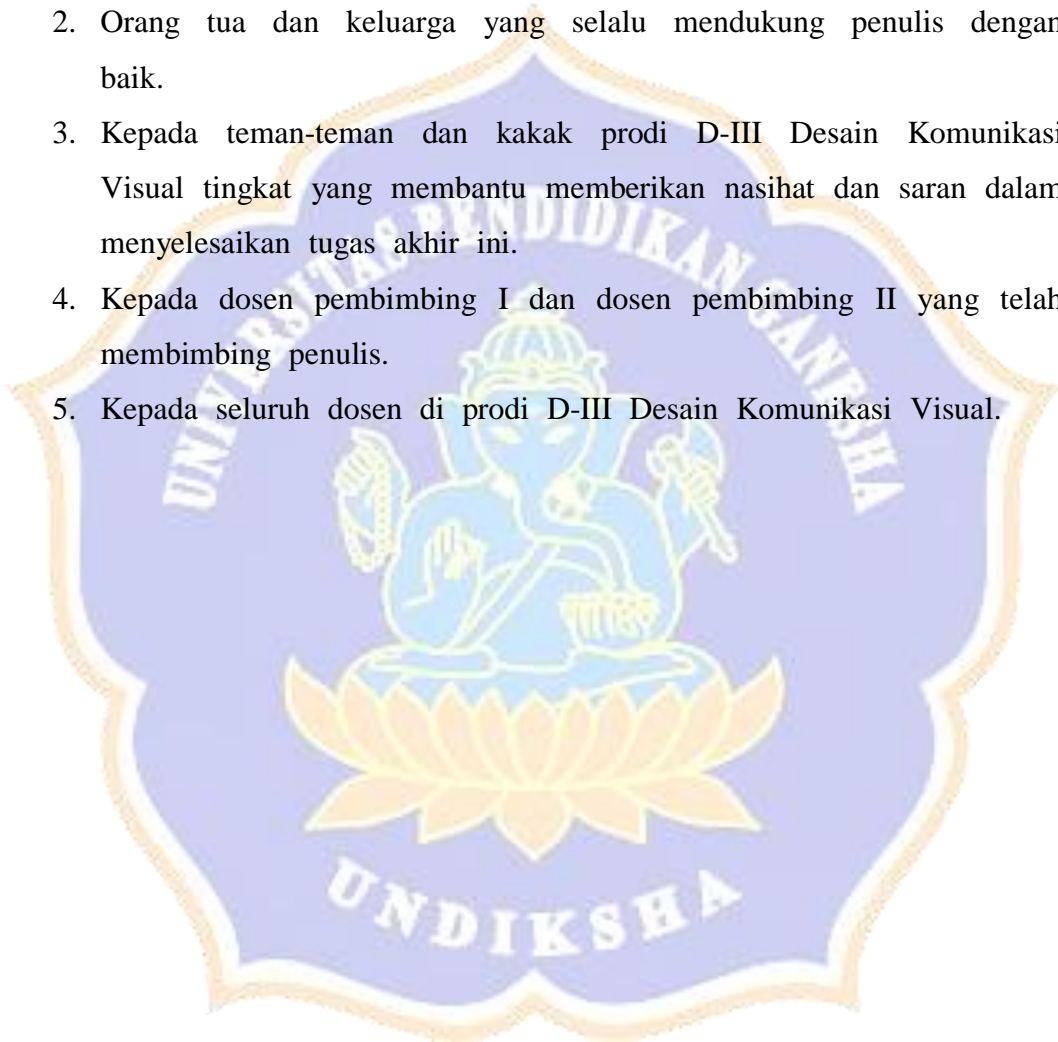 2. Orang tua dan keluarga yang selalu mendukung penulis dengan
baik.
3. Kepada teman-teman dan kakak prodi D-III Desain Komunikasi
Visual tingkat yang membantu memberikan nasihat dan saran dalam
menyelesaikan tugas akhir ini.
4. Kepada dosen pembimbing I dan dosen pembimbing II yang telah
membimbing penulis.
5. Kepada seluruh dosen di prodi D-III Desain Komunikasi Visual.
UNIVERSITAS PENDIDIKAN GANESHA
UNDIKSHA